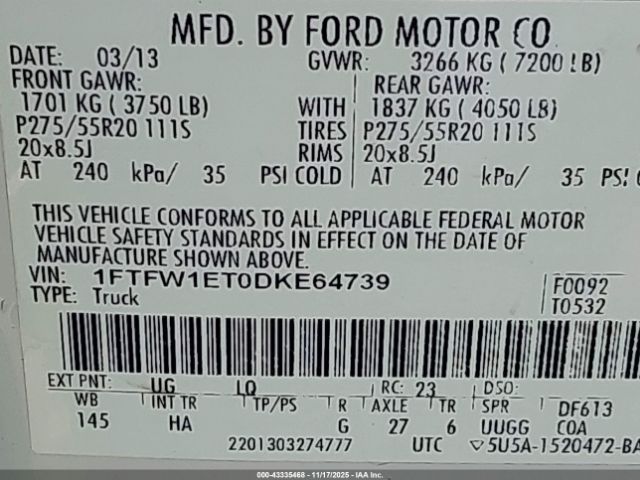 MFD. BY FORD MOTOR CO
DATE: 03/13 GVWR: 3266 KG ( 7200 LB)
FRONT GAWR: REAR GAWR:
1701 KG ( 3750 LB) WITH 1837 KG ( 4050 LB)
P275/55R20 111S TIRES P275/55R20 111S
20x8.5J RIMS 20x8.5J
AT 240 kPa/ 35 PSI COLD AT 240 kPa/ 35 PSI
THIS VEHICLE CONFORMS TO ALL APPLICABLE FEDERAL MOTOR
VEHICLE SAFETY STANDARDS IN EFFECT ON THE DATE OF
MANUFACTURE SHOWN ABOVE.
VIN: 1FTFW1ET0DKE64739 F0092
TYPE: Truck T0532
EXT PNT: UG LQ RC: 23 DSO:
WB INT TR TP/PS R AXLE TR SPR DF613
145 HA G 27 6 UUGG COA
2201303274777 UTC ▽5U5A-1520472-BA
000-43335468 - 11/17/2025 - IAAI.com